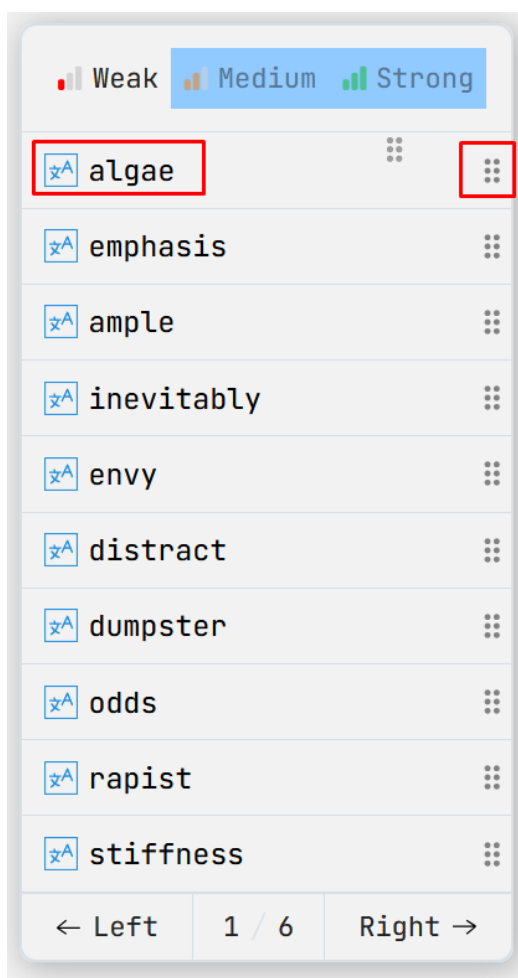 Weak Medium Strong
algae
emphasis
ample
inevitably
envy
distract
dumpster
odds
rapist
stiffness
← Left 1 / 6 Right →